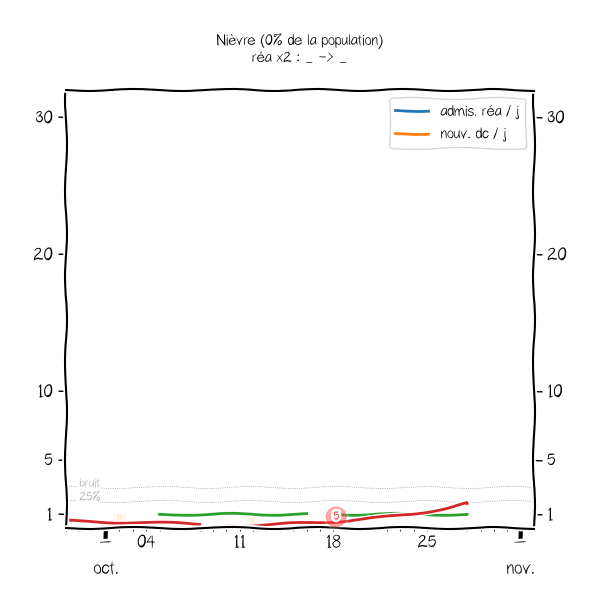 Nièvre (0% de la population)
réa x2 : _ -> _
admis. réa / j
nouv. dc / j
30
30
20
20
10
10
5
5
bruit
25%
1
1
5
04
11
18
25
oct.
nov.